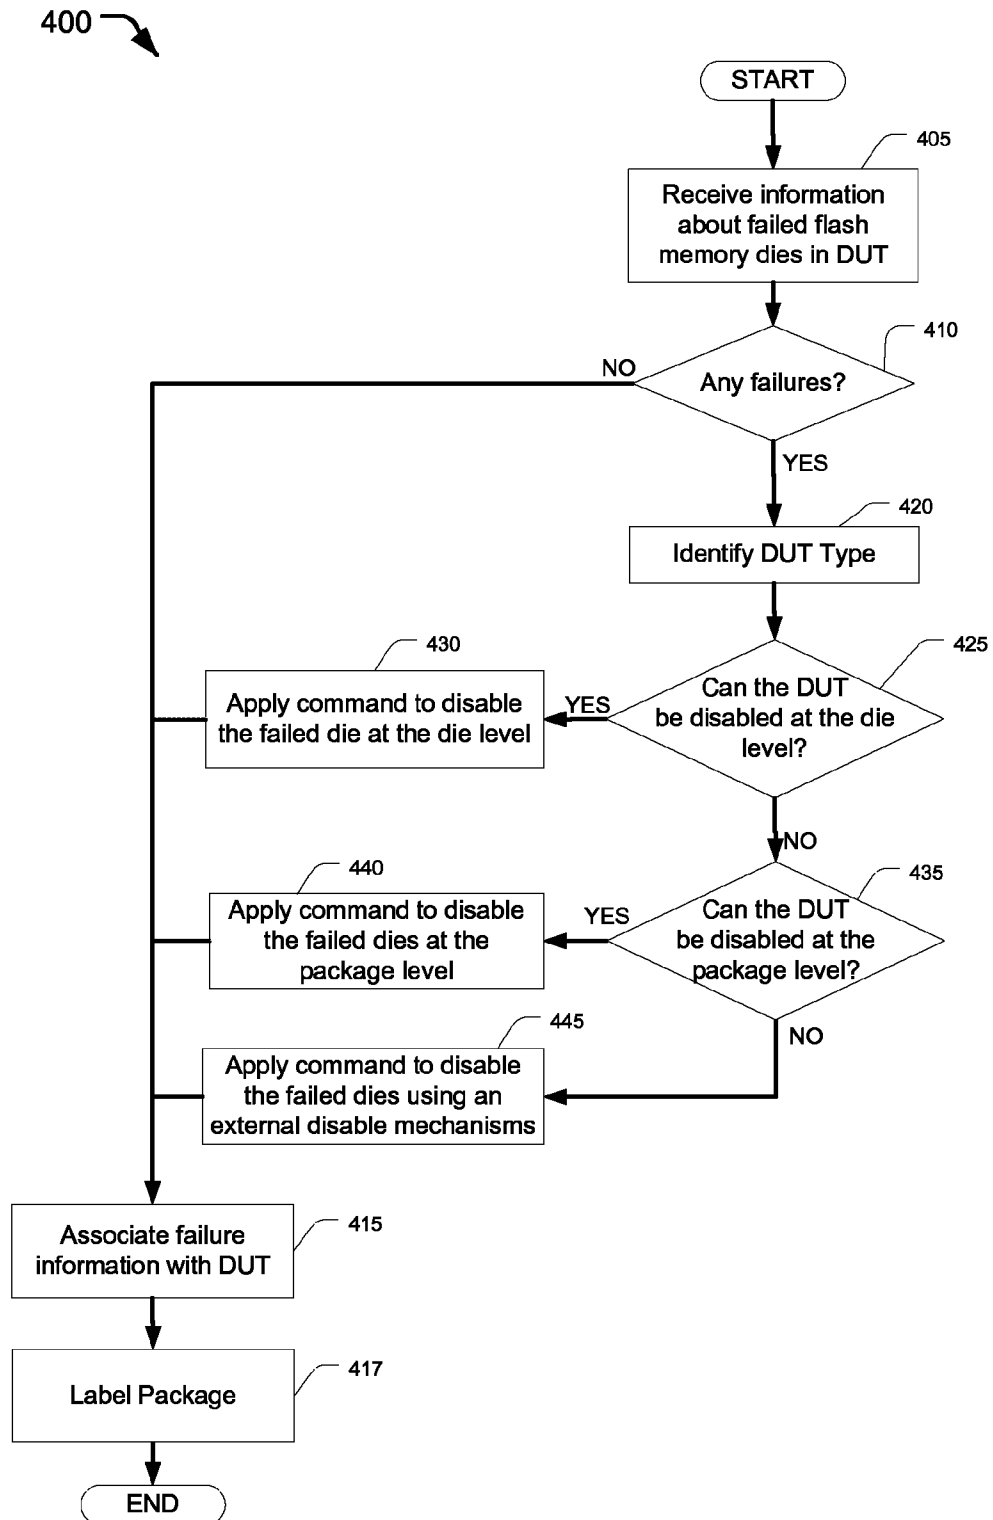 400
START
405
Receive information
about failed flash
memory dies in DUT
410
Any failures?
NO
YES
420
Identify DUT Type
425
Can the DUT
be disabled at the die
level?
YES
430
Apply command to disable
the failed die at the die level
NO
435
Can the DUT
be disabled at the
package level?
YES
440
Apply command to disable
the failed dies at the
package level
NO
445
Apply command to disable
the failed dies using an
external disable mechanisms
415
Associate failure
information with DUT
417
Label Package
END